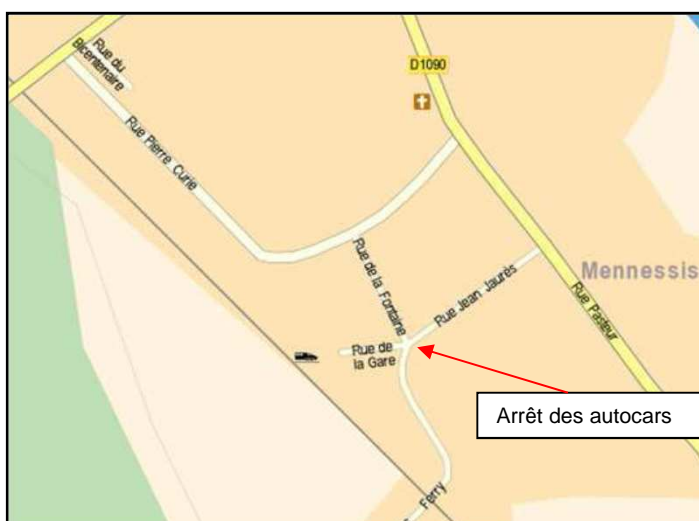 Rue du
Bicentenaire
D1090
Rue Pierre Curie
Rue de la Fontaine
Rue Jean Jaurès
Mennessis
Rue Pasteur
Rue de
la Gare
Arrêt des autocars
Ferry